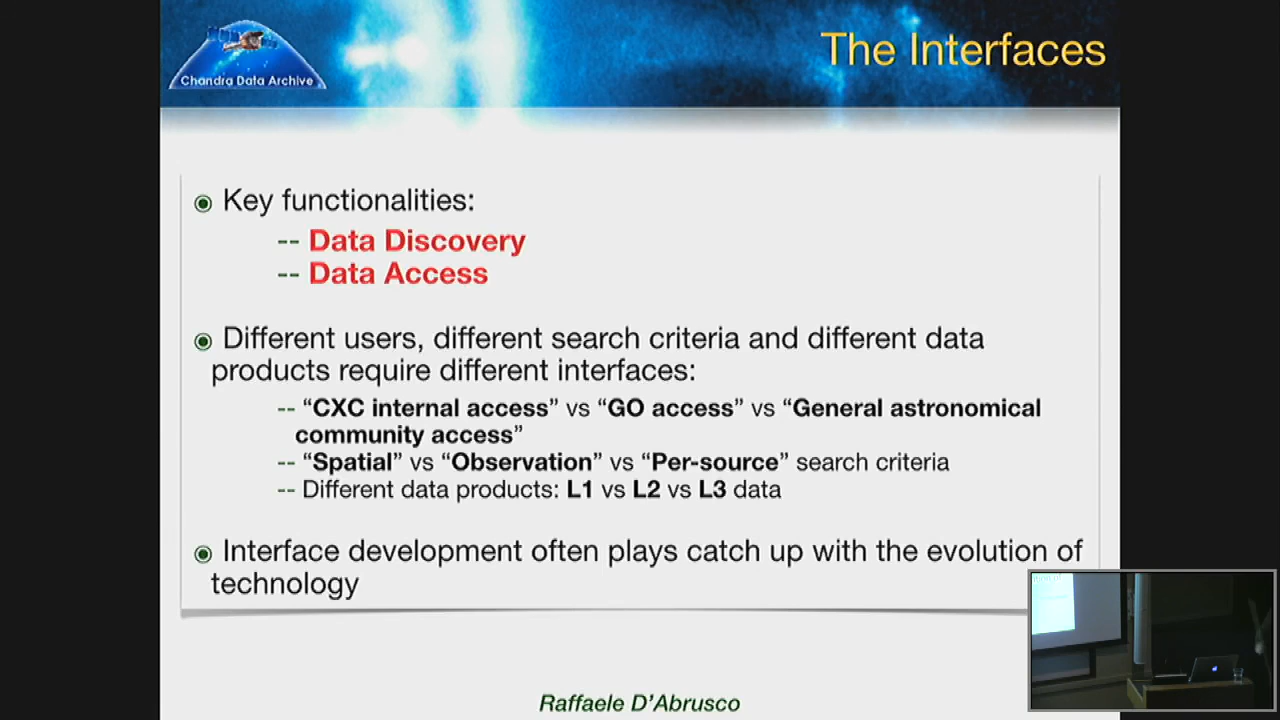 Chandra Data Archive
The Interfaces
Key functionalities:
-- Data Discovery
-- Data Access
Different users, different search criteria and different data
products require different interfaces:
-- “CXC internal access” vs “GO access” vs “General astronomical
community access”
-- “Spatial” vs “Observation” vs “Per-source” search criteria
-- Different data products: L1 vs L2 vs L3 data
Interface development often plays catch up with the evolution of
technology
Raffaele D’Abrusco